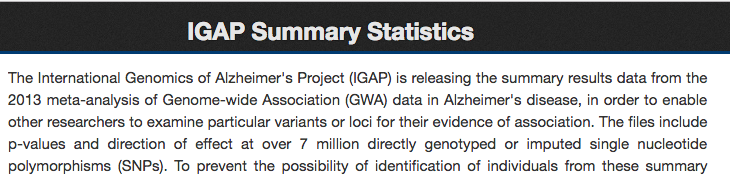 IGAP Summary Statistics
The International Genomics of Alzheimer's Project (IGAP) is releasing the summary results data from the
2013 meta-analysis of Genome-wide Association (GWA) data in Alzheimer's disease, in order to enable
other researchers to examine particular variants or loci for their evidence of association. The files include
p-values and direction of effect at over 7 million directly genotyped or imputed single nucleotide
polymorphisms (SNPs). To prevent the possibility of identification of individuals from these summary